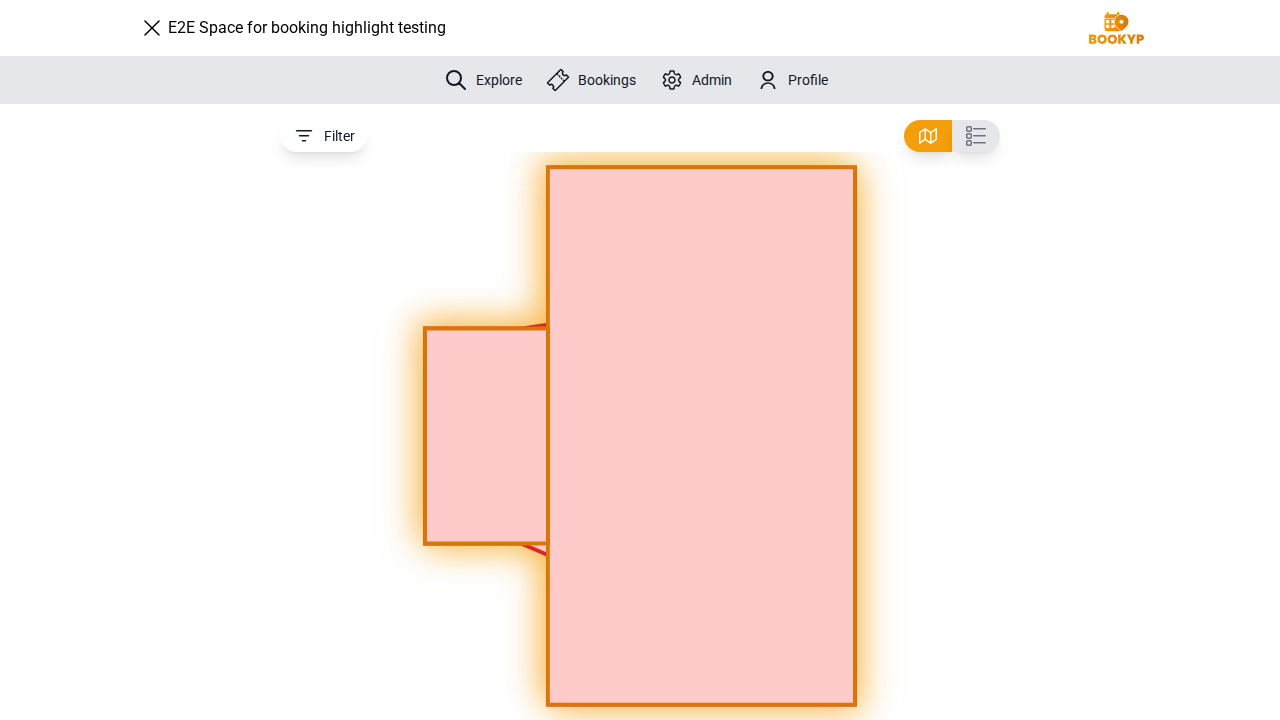 E2E Space for booking highlight testing
BOOKYP
Explore
Bookings
Admin
Profile
Filter